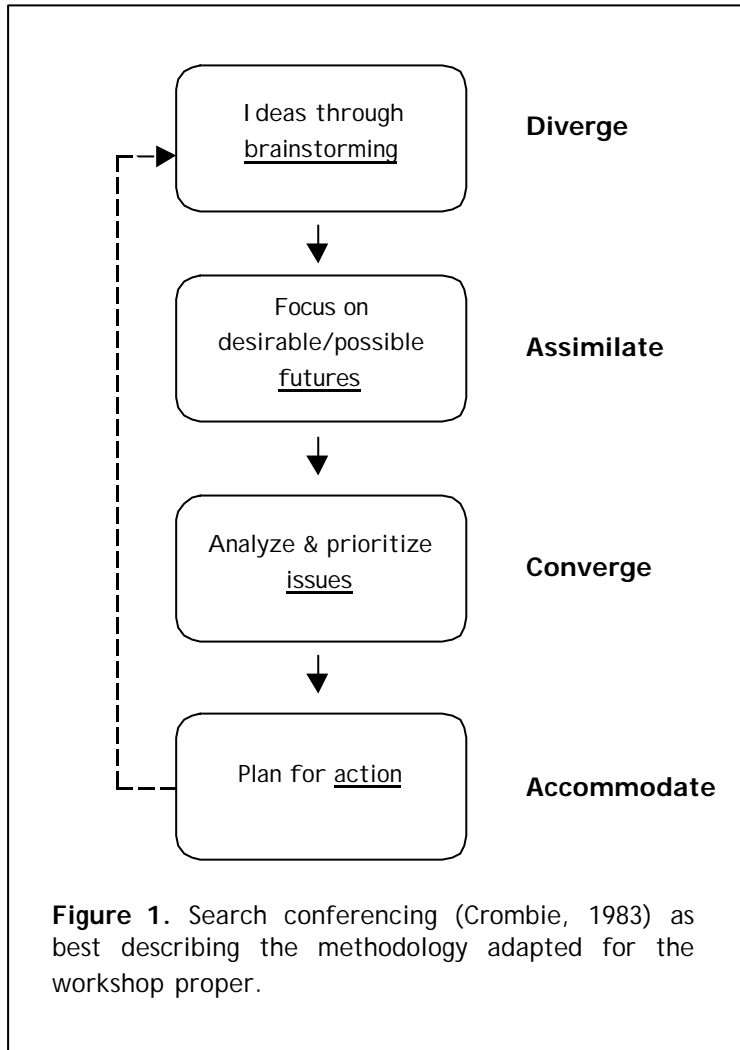 Ideas through
brainstorming
Diverge
Focus on
desirable/possible
futures
Assimilate
Analyze & prioritize
issues
Converge
Plan for action
Accommodate
Figure 1. Search conferencing (Crombie, 1983) as
best describing the methodology adapted for the
workshop proper.